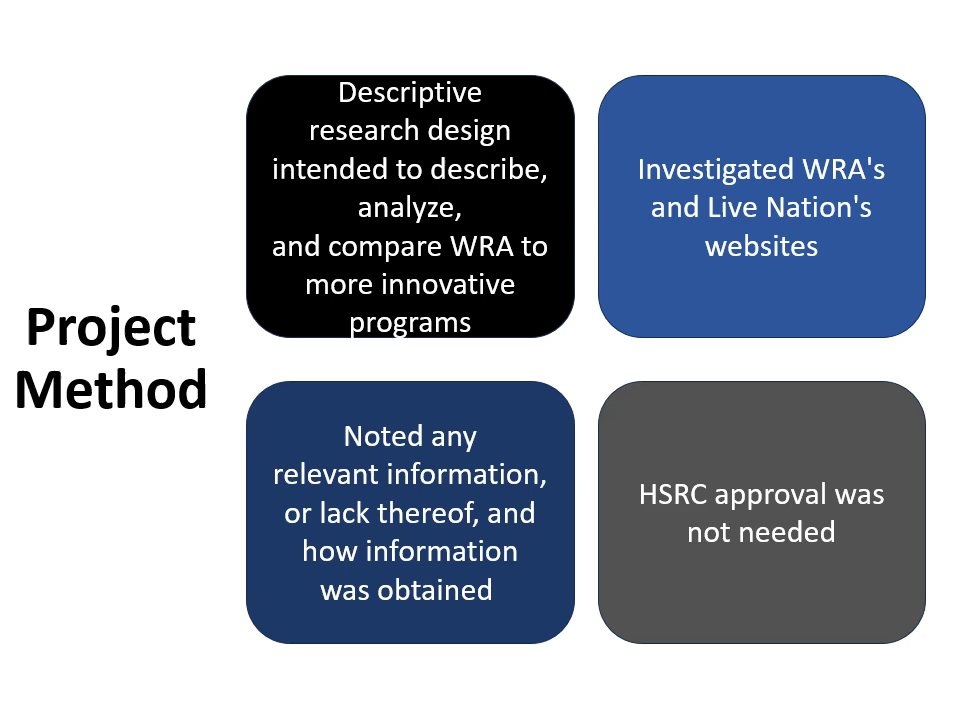 Project
Method
Descriptive
research design
intended to describe,
analyze,
and compare WRA to
more innovative
programs
Investigated WRA's
and Live Nation's
websites
Noted any
relevant information,
or lack thereof, and
how information
was obtained
HSRC approval was
not needed